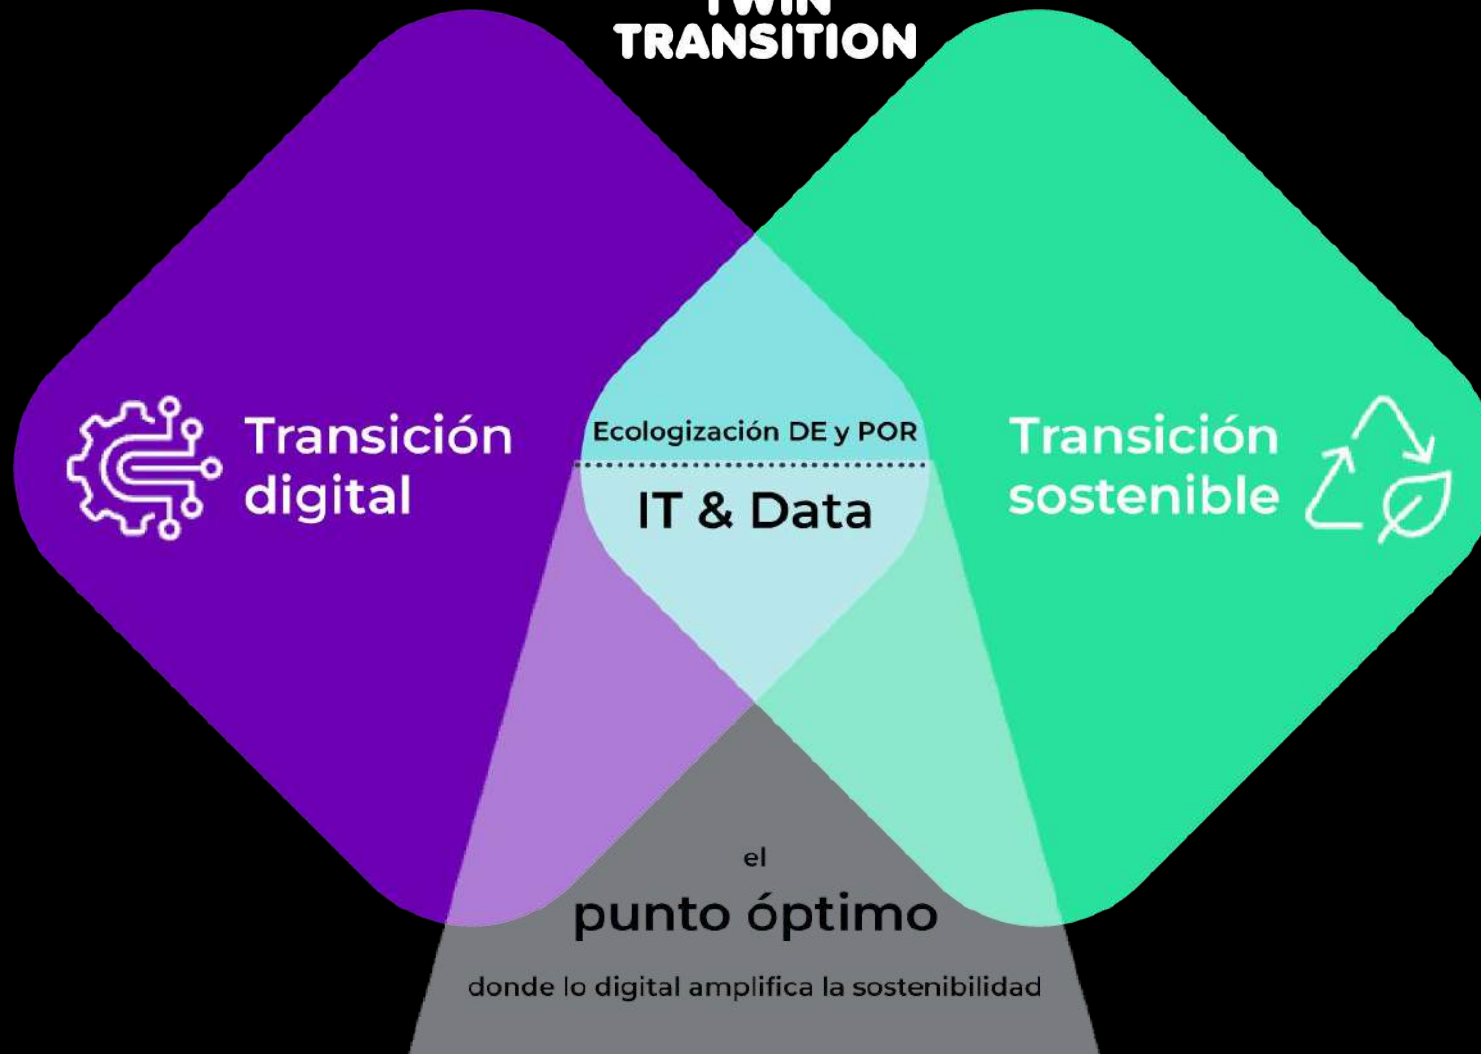 TWIN
TRANSITION
Transición
digital
Ecologización DE y POR
IT & Data
Transición
sostenible
el
punto óptimo
donde lo digital amplifica la sostenibilidad